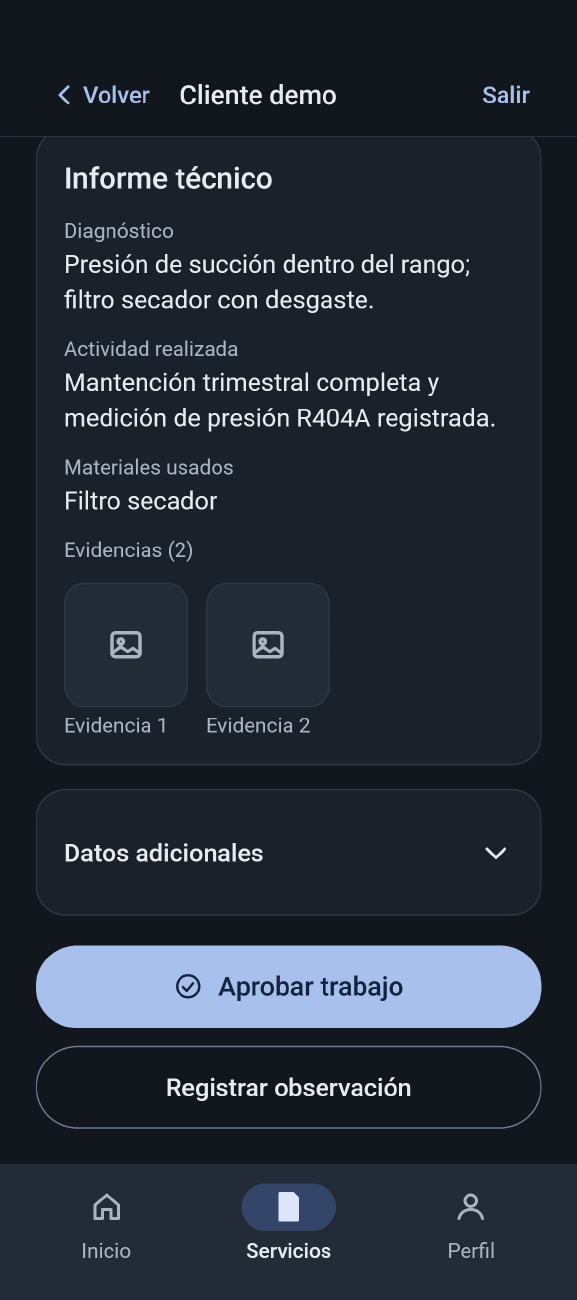 Volver
Cliente demo
Salir
Informe técnico
Diagnóstico
Presión de succión dentro del rango;
filtro secador con desgaste.
Actividad realizada
Mantención trimestral completa y
medición de presión R404A registrada.
Materiales usados
Filtro secador
Evidencias (2)
Evidencia 1
Evidencia 2
Datos adicionales
Aprobar trabajo
Registrar observación
Inicio
Servicios
Perfil